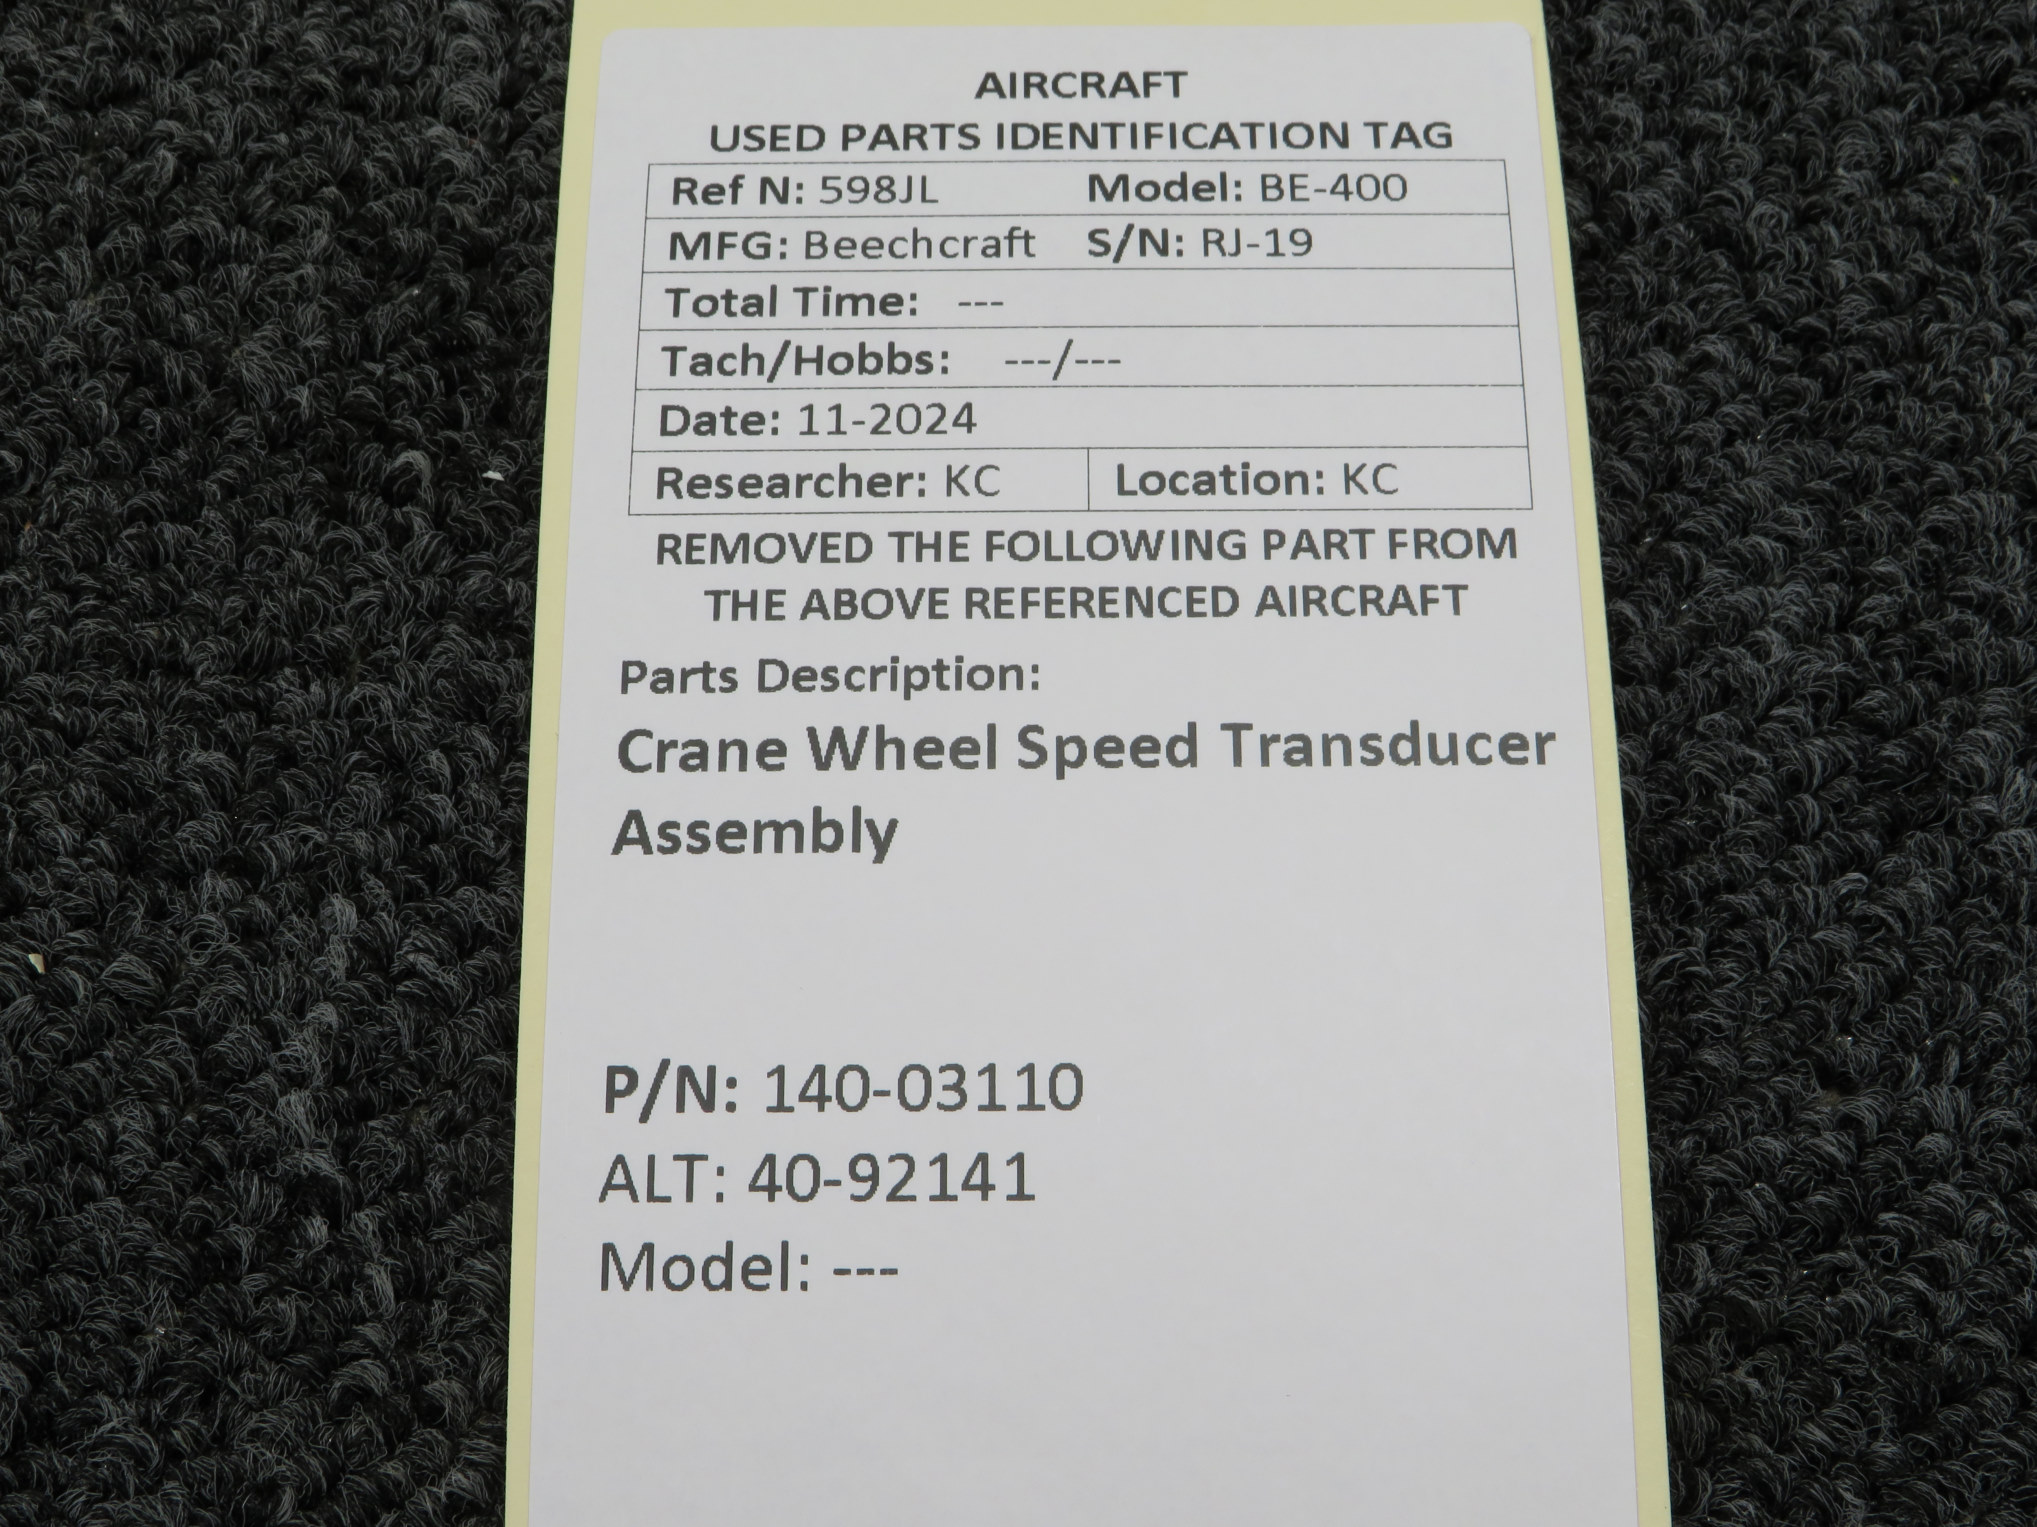 AIRCRAFT
USED PARTS IDENTIFICATION TAG
Ref N: 598JL Model: BE-400
MFG: Beechcraft S/N: RJ-19
Total Time: ---
Tach/Hobbs: ---/---
Date: 11-2024
Researcher: KC Location: KC
REMOVED THE FOLLOWING PART FROM
THE ABOVE REFERENCED AIRCRAFT
Parts Description:
Crane Wheel Speed Transducer
Assembly
P/N: 140-03110
ALT: 40-92141
Model: ---